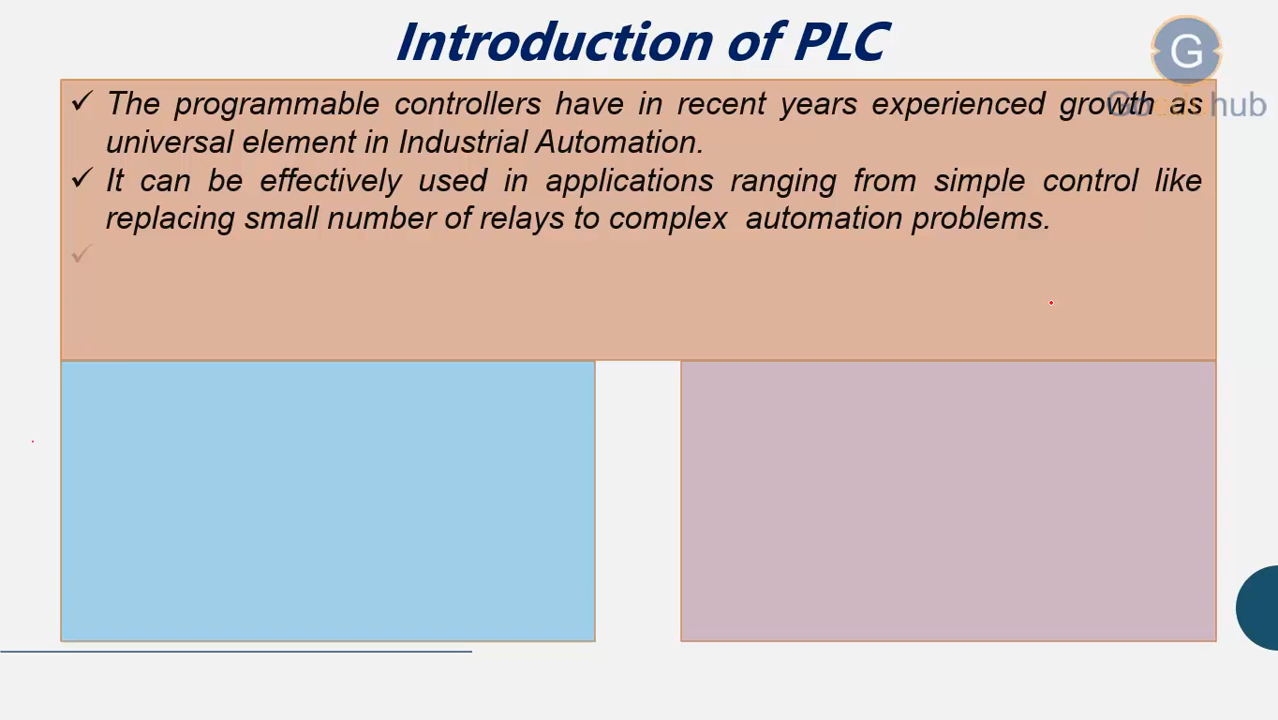 Introduction of PLC
G
hub
✓ The programmable controllers have in recent years experienced growth as
universal element in Industrial Automation.
✓ It can be effectively used in applications ranging from simple control like
replacing small number of relays to complex automation problems.
✓